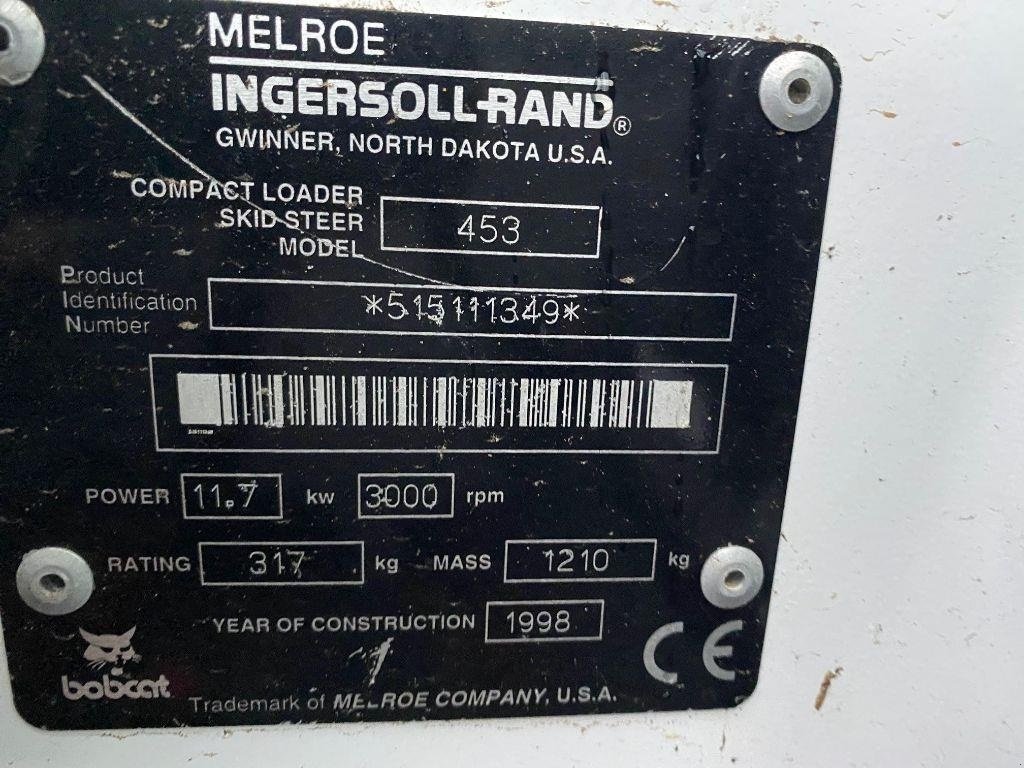 MELROE
INGERSOLL-RAND®
GWINNER, NORTH DAKOTA U.S.A.
COMPACT LOADER
SKID STEER
MODEL 453
Product
Identification
Number *515111349*
POWER 11.7 kw 3000 rpm
RATING 317 kg MASS 1210 kg
YEAR OF CONSTRUCTION 1998
CE
bobcat
Trademark of MELROE COMPANY, U.S.A.